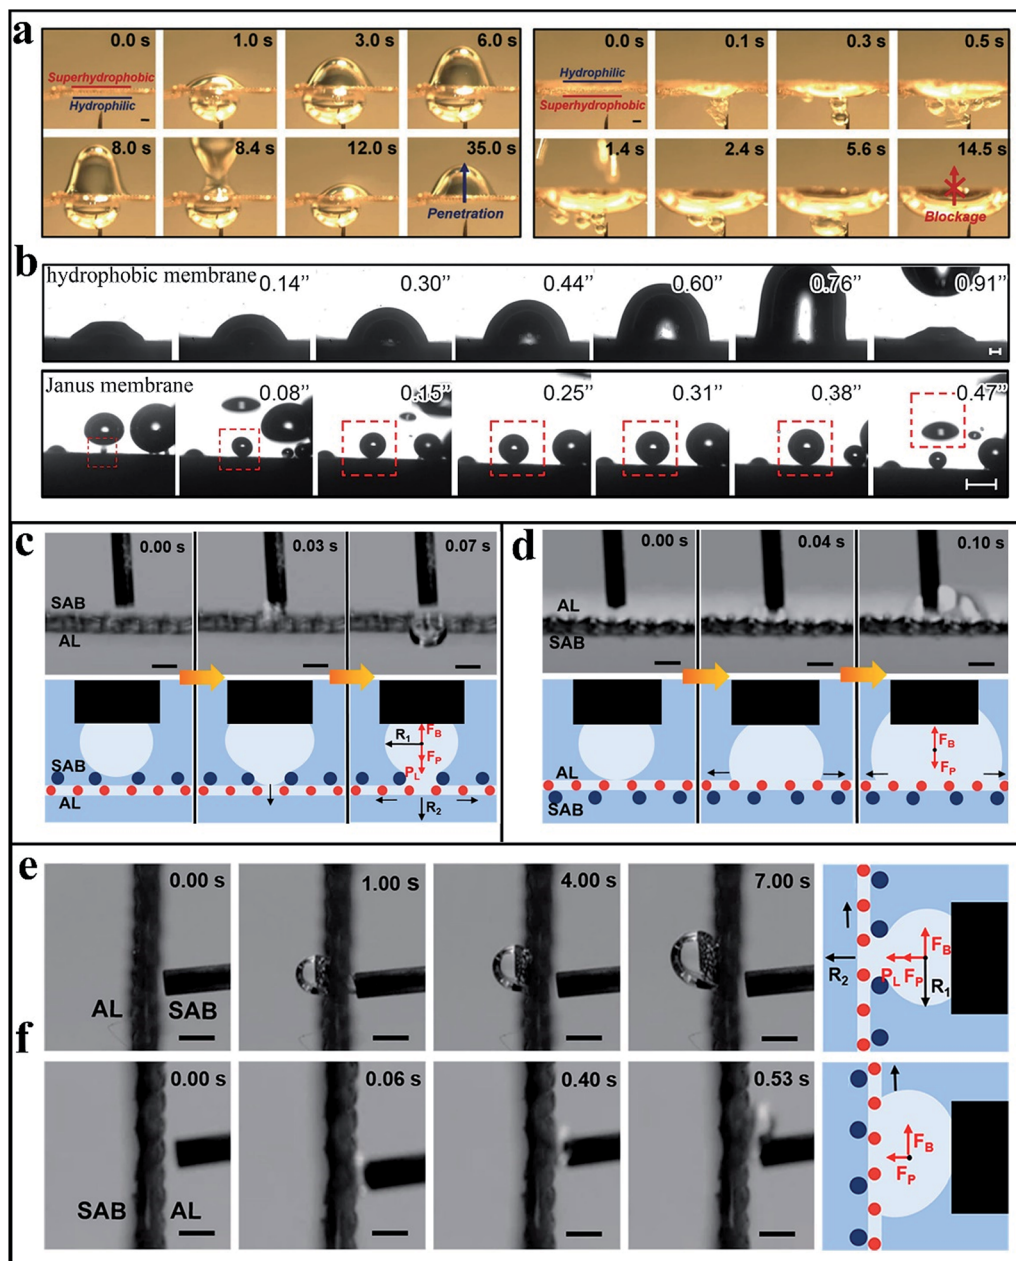 a
0.0 s
1.0 s
3.0 s
6.0 s
Superhydrophobic
Hydrophilic
8.0 s
8.4 s
12.0 s
35.0 s
Penetration
0.0 s
0.1 s
0.3 s
0.5 s
Hydrophilic
Superhydrophobic
1.4 s
2.4 s
5.6 s
14.5 s
Blockage
b
hydrophobic membrane
0.14”
0.30”
0.44”
0.60”
0.76”
0.91”
Janus membrane
0.08”
0.15”
0.25”
0.31”
0.38”
0.47”
c
0.00 s
0.03 s
0.07 s
SAB
AL
R1
FB
FP
PL
SAB
AL
R2
d
0.00 s
0.04 s
0.10 s
AL
SAB
FB
FP
AL
SAB
e
0.00 s
1.00 s
4.00 s
7.00 s
AL
SAB
FB
R2
PL FP
R1
f
0.00 s
0.06 s
0.40 s
0.53 s
SAB
AL
FB
FP